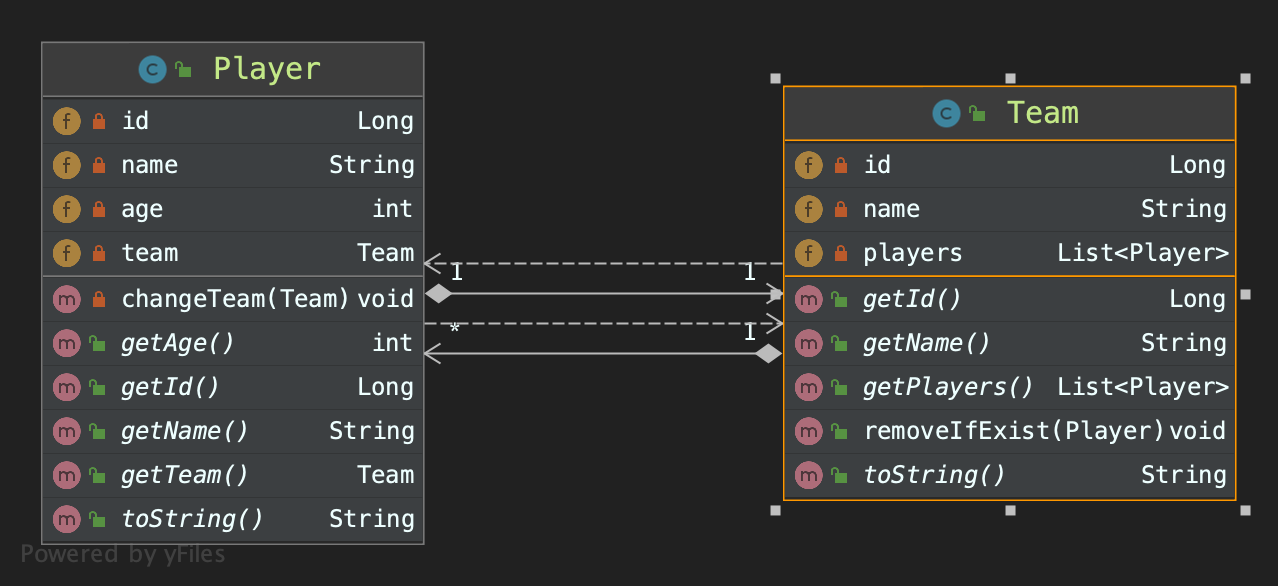 Player
id Long
name String
age int
team Team
changeTeam(Team) void
getAge() int
getId() Long
getName() String
getTeam() Team
toString() String
1 1
* 1
Team
id Long
name String
players List<Player>
getId() Long
getName() String
getPlayers() List<Player>
removeIfExist(Player) void
toString() String
Powered by yFiles